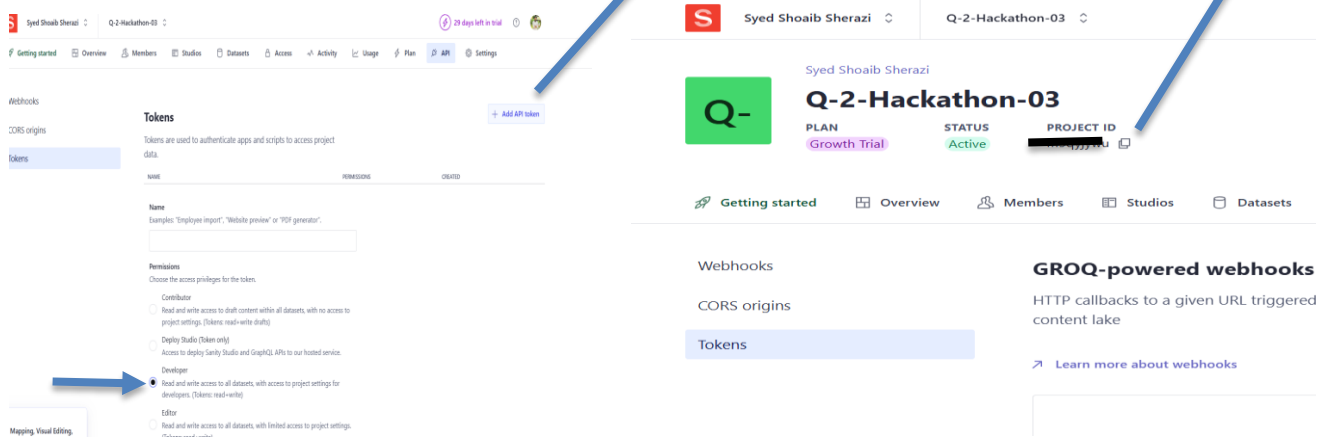 S Syed Shoaib Sherazi Q-2-Hackathon-03 29 days left in trial
Getting started Overview Members Studios Datasets Access Activity Usage Plan API Settings
Webhooks
CORS origins
Tokens
Tokens
+ Add API token
Tokens are used to authenticate apps and scripts to access project
data.
NAME PERMISSIONS CREATED
Name
Examples: "Employee import", "Website preview" or "PDF generator".
Permissions
Choose the access privileges for the token.
Contributor
Read and write access to draft content within all datasets, with no access to
project settings. (Tokens: read+write drafts)
Deploy Studio (Token only)
Access to deploy Sanity Studio and GraphQL APIs to our hosted service.
Developer
Read and write access to all datasets, with access to project settings for
developers. (Tokens: read+write)
Editor
Read and write access to all datasets, with limited access to project settings.
(Tokens: read+write)
Mapping, Visual Editing,
S Syed Shoaib Sherazi Q-2-Hackathon-03
Syed Shoaib Sherazi
Q-
Q-2-Hackathon-03
PLAN STATUS PROJECT ID
Growth Trial Active
Getting started Overview Members Studios Datasets
Webhooks
CORS origins
Tokens
GROQ-powered webhooks
HTTP callbacks to a given URL triggered
content lake
Learn more about webhooks